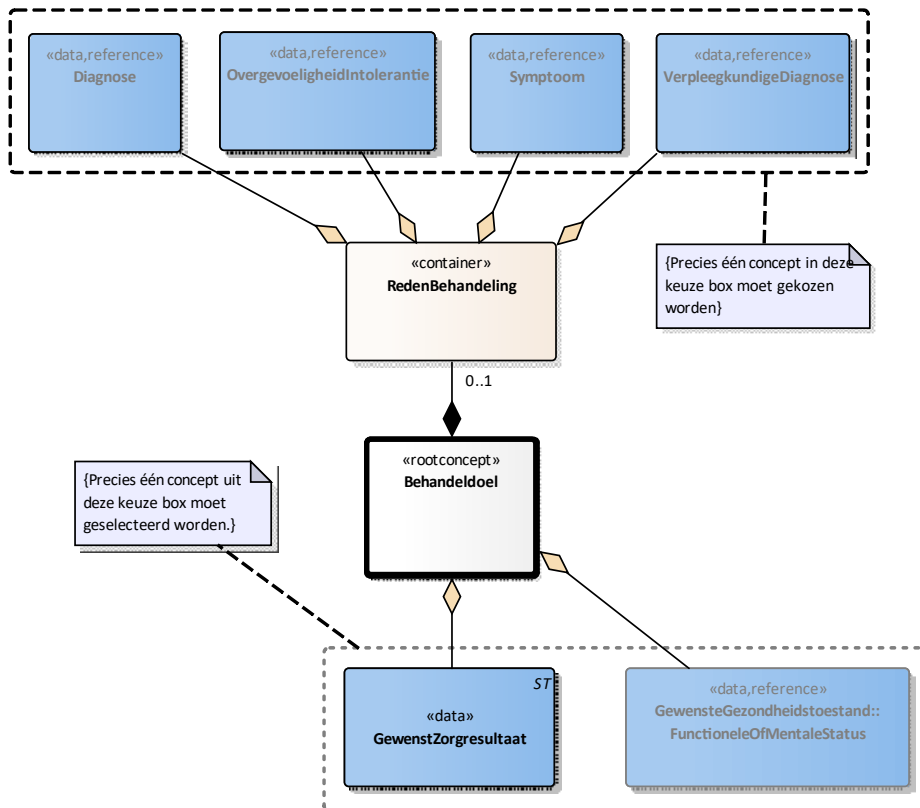 «data,reference»
Diagnose
«data,reference»
OvergevoeligheidIntolerantie
«data,reference»
Symptoom
«data,reference»
VerpleegkundigeDiagnose
«container»
RedenBehandeling
{Precies één concept in deze
keuze box moet gekozen
worden}
0..1
«rootconcept»
Behandeldoel
{Precies één concept uit
deze keuze box moet
geselecteerd worden.}
ST
«data»
GewenstZorgresultaat
«data,reference»
GewensteGezondheidstoestand::
FunctioneleOfMentaleStatus